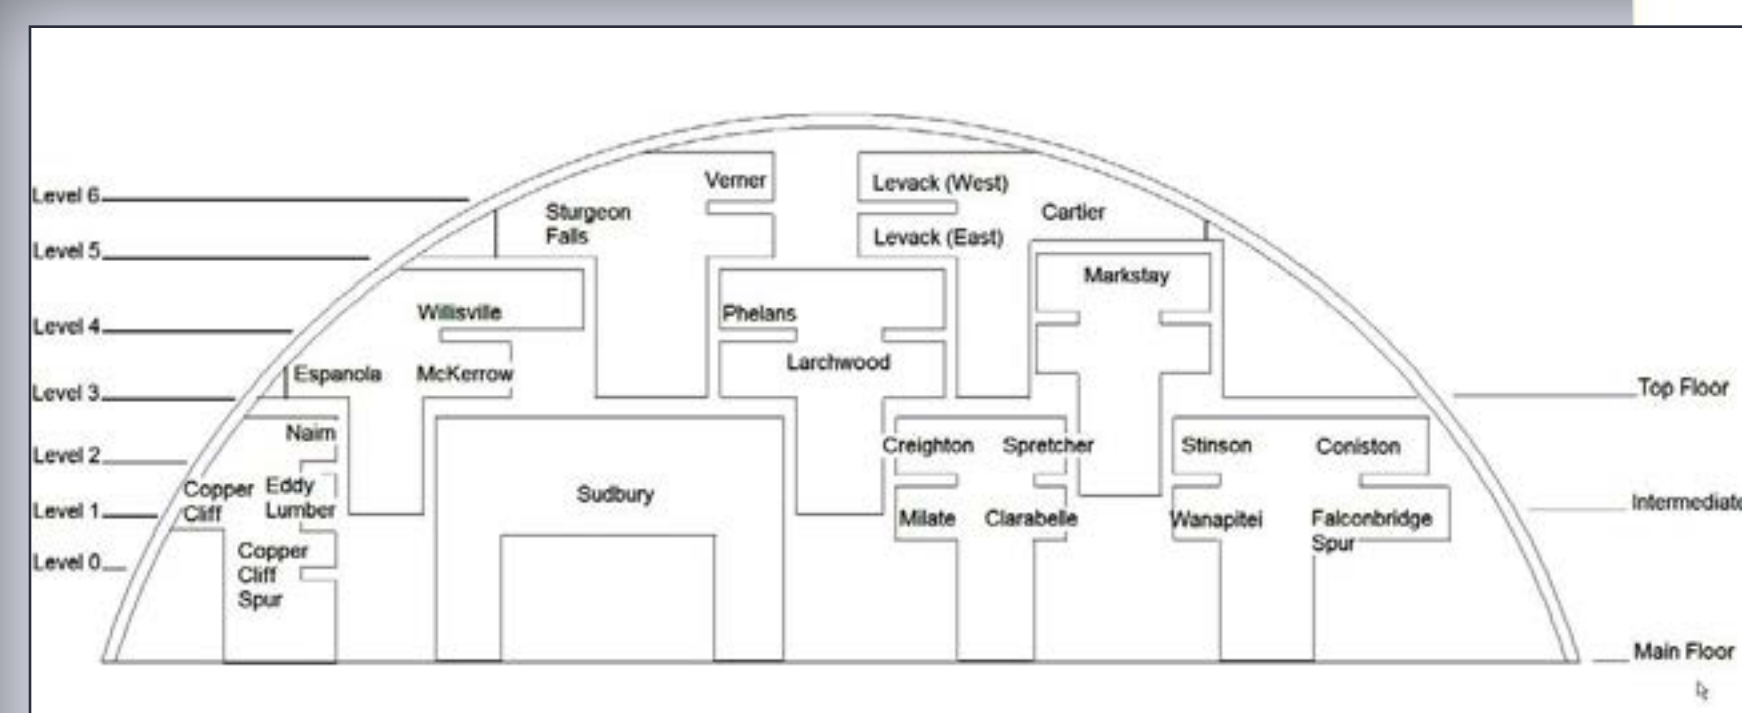 Level 6
Level 5
Level 4
Level 3
Level 2
Level 1
Level 0
Verner
Sturgeon
Falls
Levack (West)
Levack (East)
Cartier
Markstay
Willisville
Phelans
Larchwood
Espanola
McKerrow
Nairn
Copper
Cliff
Eddy
Lumber
Copper
Cliff
Spur
Sudbury
Creighton
Spretcher
Milate
Clarabelle
Stinson
Coniston
Wanapitei
Falconbridge
Spur
Top Floor
Intermediate
Main Floor